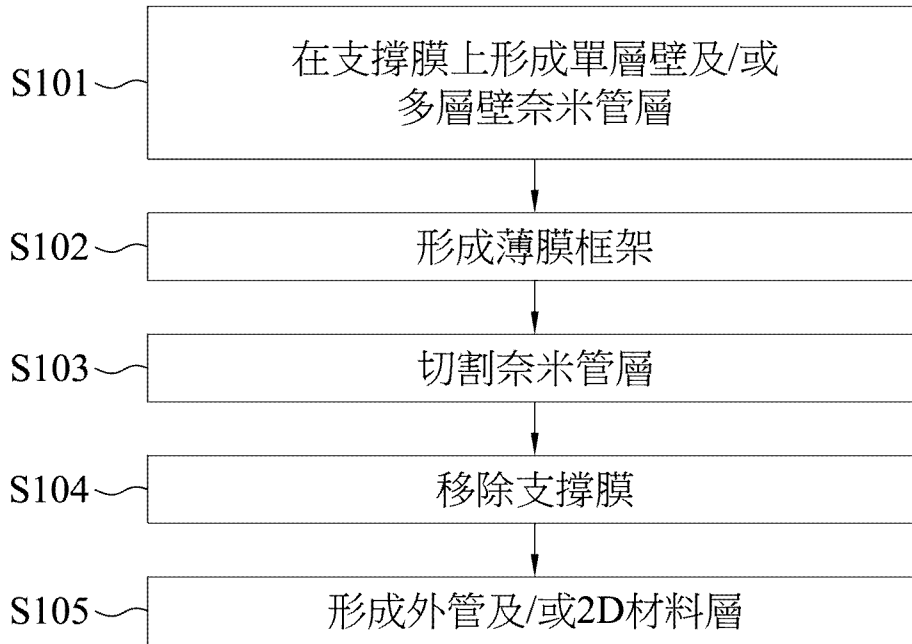 S101
在支撐膜上形成單層壁及/或
多層壁奈米管層
S102
形成薄膜框架
S103
切割奈米管層
S104
移除支撐膜
S105
形成外管及/或2D材料層